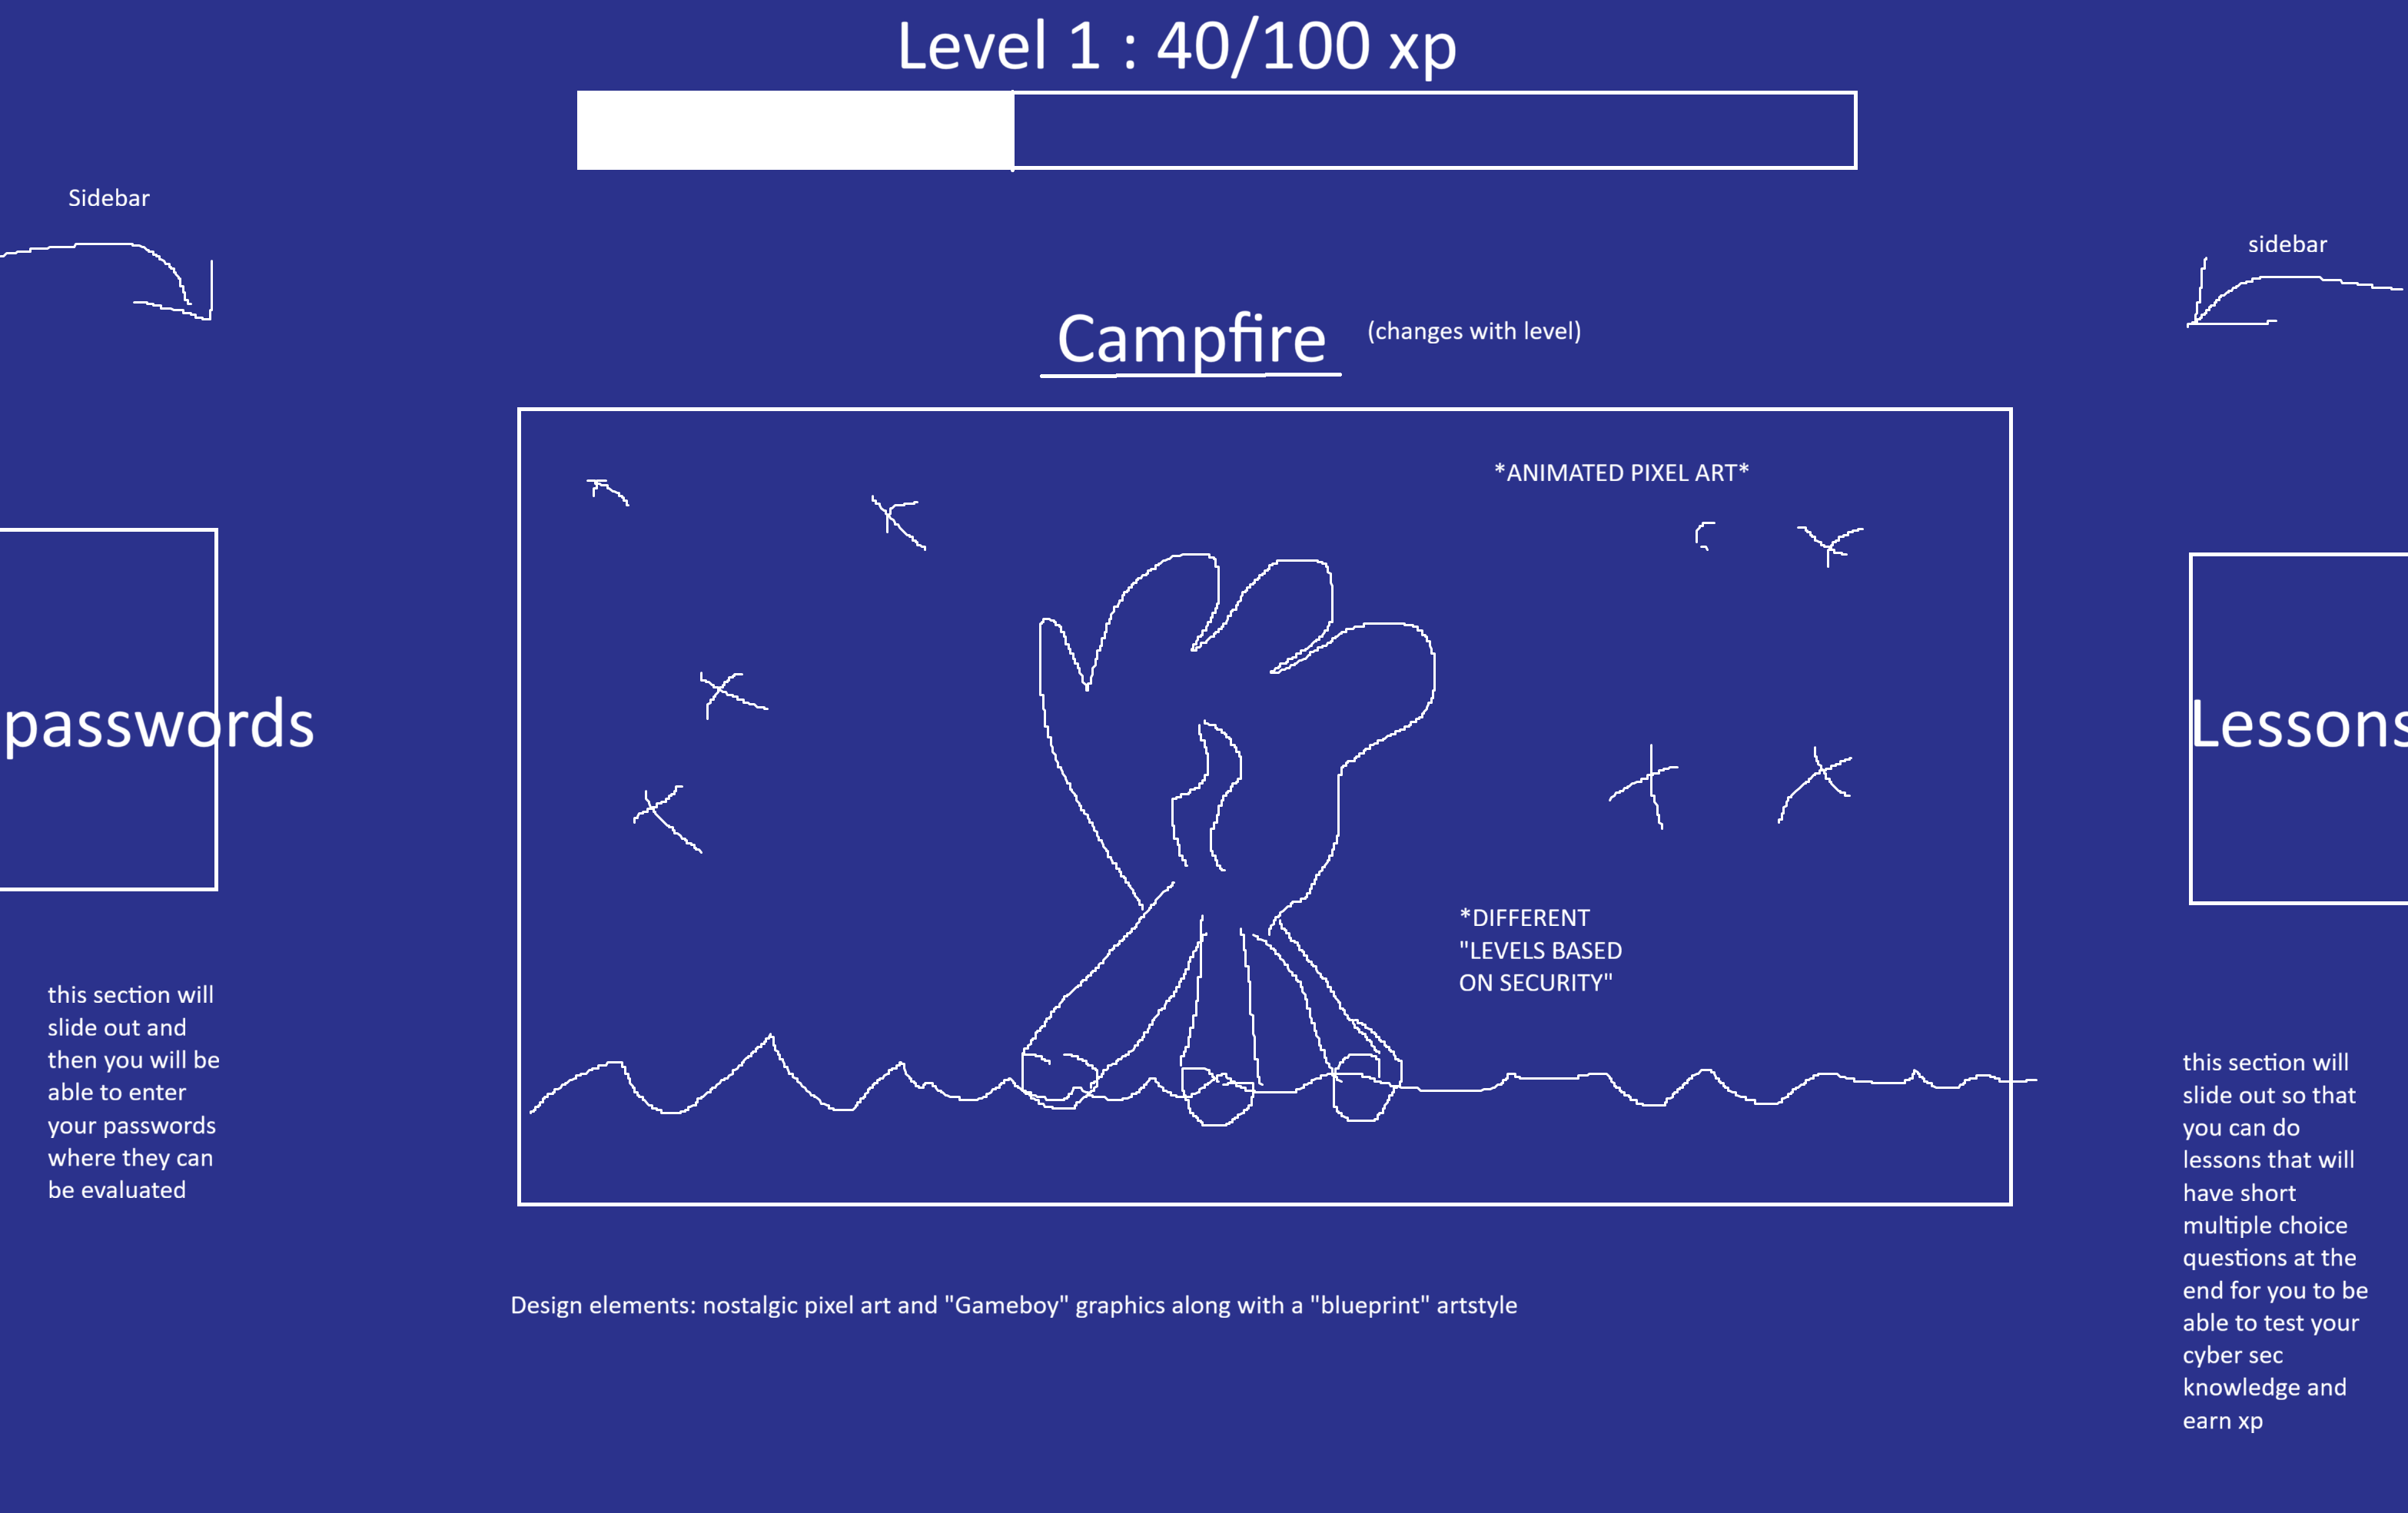 Level 1 : 40/100 xp
Sidebar
sidebar
Campfire
(changes with level)
*ANIMATED PIXEL ART*
passwords
Lessons
*DIFFERENT
"LEVELS BASED
ON SECURITY"
this section will
slide out and
then you will be
able to enter
your passwords
where they can
be evaluated
this section will
slide out so that
you can do
lessons that will
have short
multiple choice
questions at the
end for you to be
able to test your
cyber sec
knowledge and
earn xp
Design elements: nostalgic pixel art and "Gameboy" graphics along with a "blueprint" artstyle